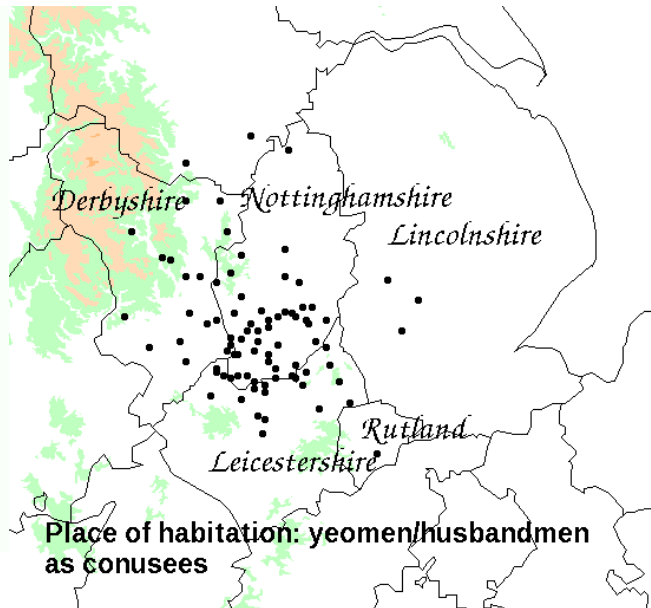 Derbyshire
Nottinghamshire
Lincolnshire
Rutland
Leicestershire
Place of habitation: yeomen/husbandmen
as conusees